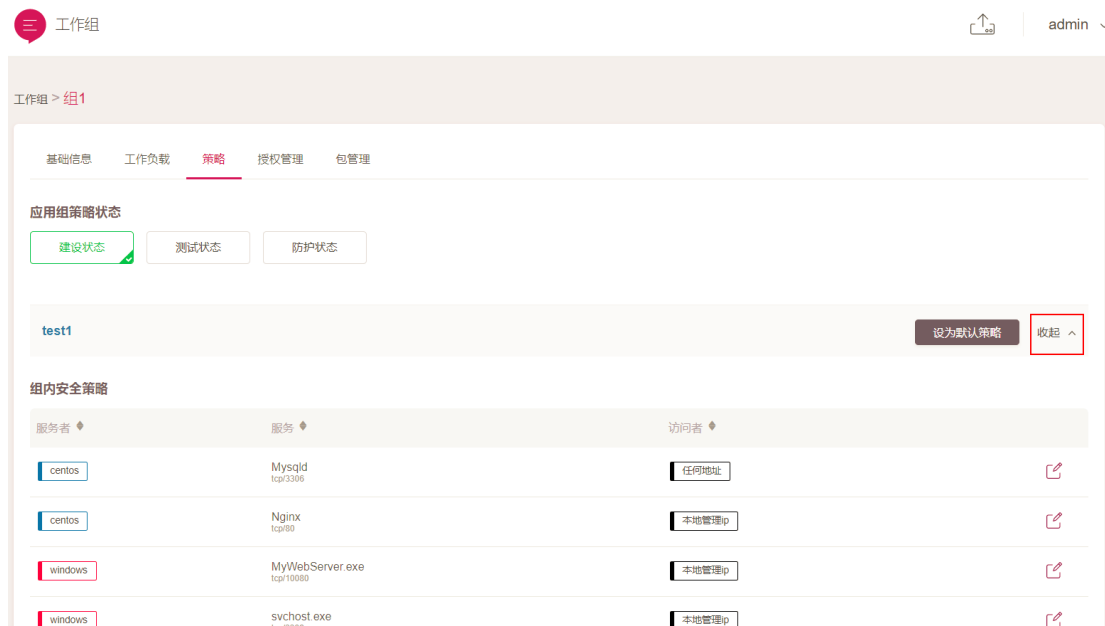 工作组
admin
工作组 > 组1
基础信息 工作负载 策略 授权管理 包管理
应用组策略状态
建设状态 测试状态 防护状态
test1 设为默认策略 收起
组内安全策略
服务者 服务 访问者
centos Mysqld 任何地址
tcp/3306
centos Nginx 本地管理ip
tcp/80
windows MyWebServer.exe 本地管理ip
tcp/10080
windows svchost.exe 本地管理ip